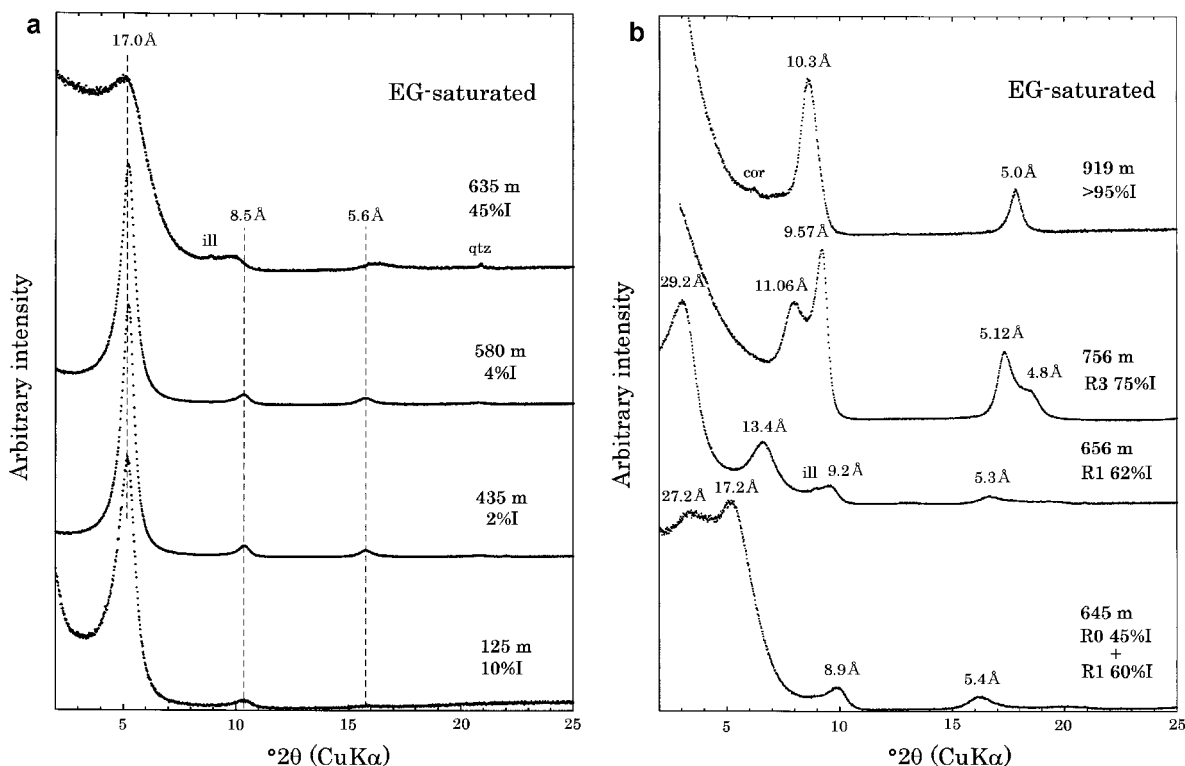 a
17.0Å
EG-saturated
635 m
45%I
ill
8.5Å
5.6Å
qtz
580 m
4%I
435 m
2%I
125 m
10%I
Arbitrary intensity
5
10
15
20
25
°2θ (CuKα)
b
10.3Å
EG-saturated
cor
5.0Å
919 m
>95%I
9.57Å
29.2Å
11.06Å
5.12Å
4.8Å
756 m
R3 75%I
13.4Å
ill
9.2Å
5.3Å
656 m
R1 62%I
27.2Å
17.2Å
8.9Å
5.4Å
645 m
R0 45%I
+
R1 60%I
Arbitrary intensity
5
10
15
20
25
°2θ (CuKα)